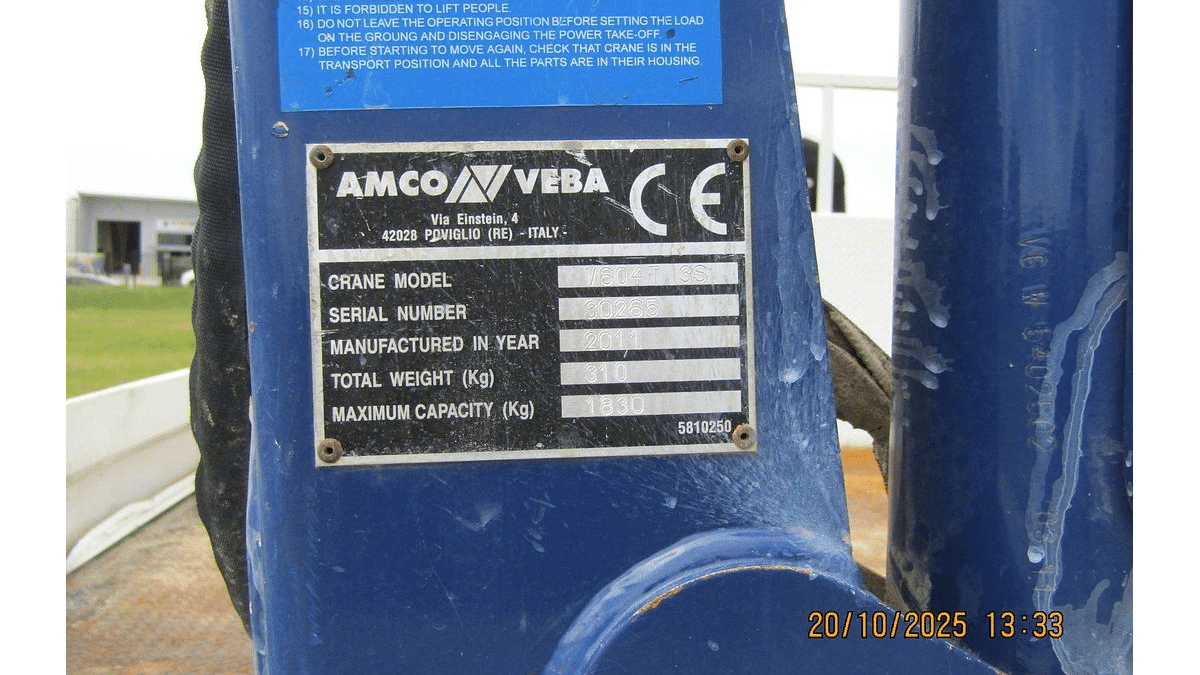 15) IT IS FORBIDDEN TO LIFT PEOPLE.
16) DO NOT LEAVE THE OPERATING POSITION BEFORE SETTING THE LOAD
ON THE GROUNG AND DISENGAGING THE POWER TAKE-OFF.
17) BEFORE STARTING TO MOVE AGAIN, CHECK THAT CRANE IS IN THE
TRANSPORT POSITION AND ALL THE PARTS ARE IN THEIR HOUSING.
AMCO VEBA CE
Via Einstein, 4
42028 POVIGLIO (RE) - ITALY -
CRANE MODEL V604T 3S
SERIAL NUMBER 30265
MANUFACTURED IN YEAR 2011
TOTAL WEIGHT (Kg) 310
MAXIMUM CAPACITY (Kg) 1830
5810250
20/10/2025 13:33